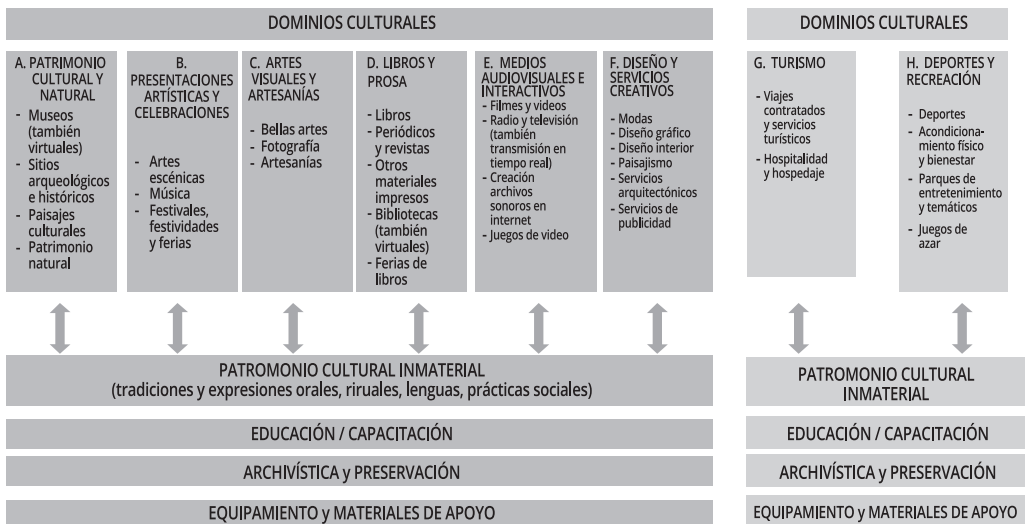 DOMINIOS CULTURALES
A. PATRIMONIO
CULTURAL Y
NATURAL
- Museos
(también
virtuales)
- Sitios
arqueológicos
e históricos
- Paisajes
culturales
- Patrimonio
natural
B.
PRESENTACIONES
ARTÍSTICAS Y
CELEBRACIONES
- Artes
escénicas
- Música
- Festivales,
festividades
y ferias
C. ARTES
VISUALES Y
ARTESANÍAS
- Bellas artes
- Fotografía
- Artesanías
D. LIBROS Y
PROSA
- Libros
- Periódicos
y revistas
- Otros
materiales
impresos
- Bibliotecas
(también
virtuales)
- Ferias de
libros
E. MEDIOS
AUDIOVISUALES E
INTERACTIVOS
- Filmes y videos
- Radio y televisión
(también
transmisión en
tiempo real)
- Creación
archivos
sonoros en
internet
- Juegos de video
F. DISEÑO Y
SERVICIOS
CREATIVOS
- Modas
- Diseño gráfico
- Diseño interior
- Paisajismo
- Servicios
arquitectónicos
- Servicios de
publicidad
PATROMONIO CULTURAL INMATERIAL
(tradiciones y expresiones orales, riruales, lenguas, prácticas sociales)
EDUCACIÓN / CAPACITACIÓN
ARCHIVÍSTICA y PRESERVACIÓN
EQUIPAMIENTO y MATERIALES DE APOYO
DOMINIOS CULTURALES
G. TURISMO
- Viajes
contratados
y servicios
turísticos
- Hospitalidad
y hospedaje
H. DEPORTES Y
RECREACIÓN
- Deportes
- Acondiciona-
miento físico
y bienestar
- Parques de
entretenimiento
y temáticos
- Juegos de
azar
PATROMONIO CULTURAL
INMATERIAL
EDUCACIÓN / CAPACITACIÓN
ARCHIVÍSTICA y PRESERVACIÓN
EQUIPAMIENTO y MATERIALES DE APOYO